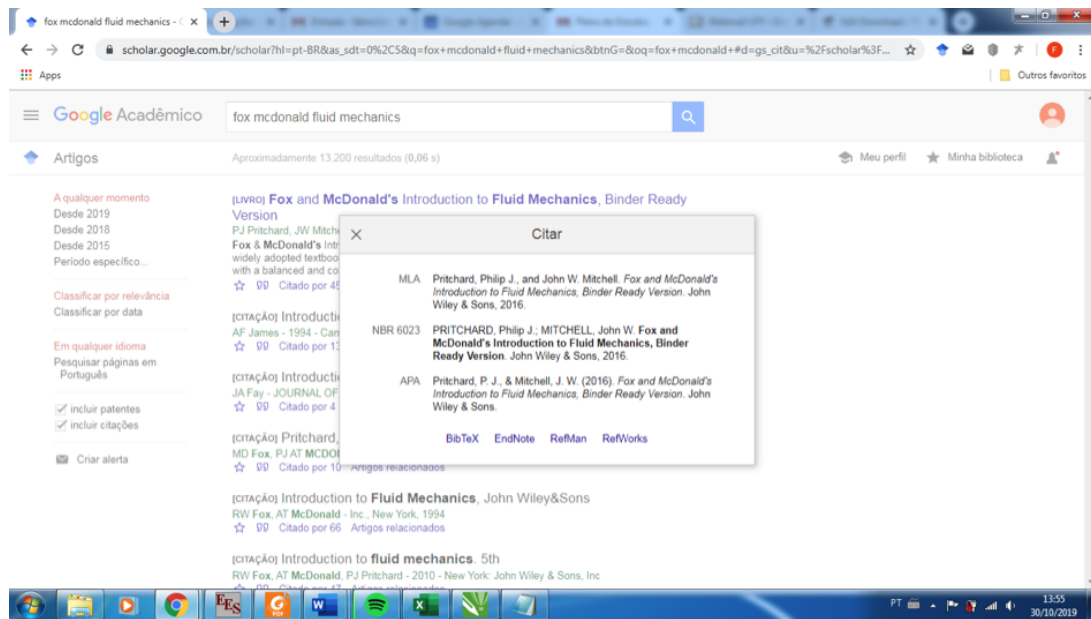 fox mcdonald fluid mechanics - G
scholar.google.com.br/scholar?hl=pt-BR&as_sdt=0%2C5&q=fox+mcdonald+fluid+mechanics&btnG=&oq=fox+mcdonald+#d=gs_cit&u=%2Fscholar%3F...
Apps
Outros favoritos
Google Acadêmico
fox mcdonald fluid mechanics
Artigos
Aproximadamente 13.200 resultados (0,06 s)
Meu perfil
Minha biblioteca
A qualquer momento
Desde 2019
Desde 2018
Desde 2015
Período específico...
Classificar por relevância
Classificar por data
Em qualquer idioma
Pesquisar páginas em
Português
incluir patentes
incluir citações
Criar alerta
[LIVRO] Fox and McDonald's Introduction to Fluid Mechanics, Binder Ready
Version
PJ Pritchard, JW Mitch
Fox & McDonald's Intr
widely adopted textboo
with a balanced and co
Citado por 45
[CITAÇÃO] Introducti
AF James - 1994 - Can
Citado por 13
[CITAÇÃO] Introducti
JA Fay - JOURNAL OF
Citado por 4
[CITAÇÃO] Pritchard,
MD Fox, PJ AT MCDO
Citado por 10 Artigos relacionados
[CITAÇÃO] Introduction to Fluid Mechanics, John Wiley&Sons
RW Fox, AT McDonald - Inc., New York, 1994
Citado por 66 Artigos relacionados
[CITAÇÃO] Introduction to fluid mechanics. 5th
RW Fox, AT McDonald, PJ Pritchard - 2010 - New York: John Wiley & Sons, Inc
Citar
MLA
Pritchard, Philip J., and John W. Mitchell. Fox and McDonald's
Introduction to Fluid Mechanics, Binder Ready Version. John
Wiley & Sons, 2016.
NBR 6023
PRITCHARD, Philip J.; MITCHELL, John W. Fox and
McDonald's Introduction to Fluid Mechanics, Binder
Ready Version. John Wiley & Sons, 2016.
APA
Pritchard, P. J., & Mitchell, J. W. (2016). Fox and McDonald's
Introduction to Fluid Mechanics, Binder Ready Version. John
Wiley & Sons.
BibTeX EndNote RefMan RefWorks
EES
PDF
PT
13:55
30/10/2019